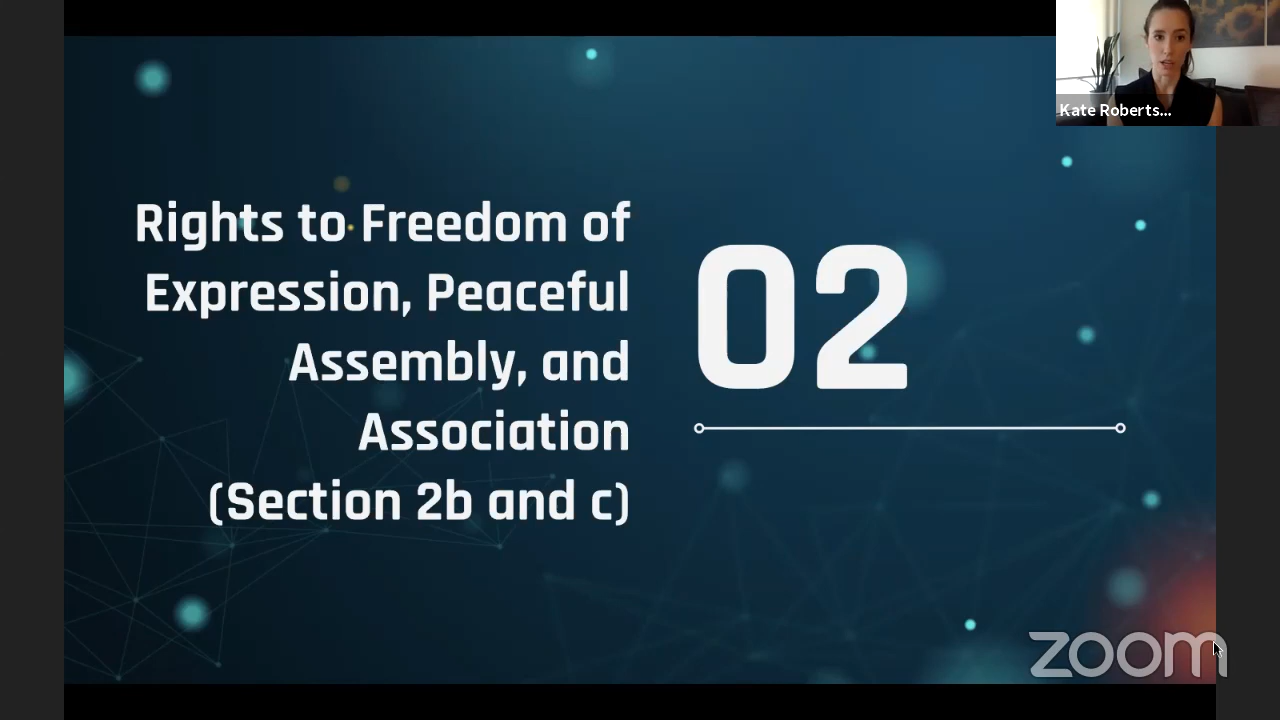 Kate Roberts...
Rights to Freedom of
Expression, Peaceful
Assembly, and
Association
(Section 2b and c)
02
zoom